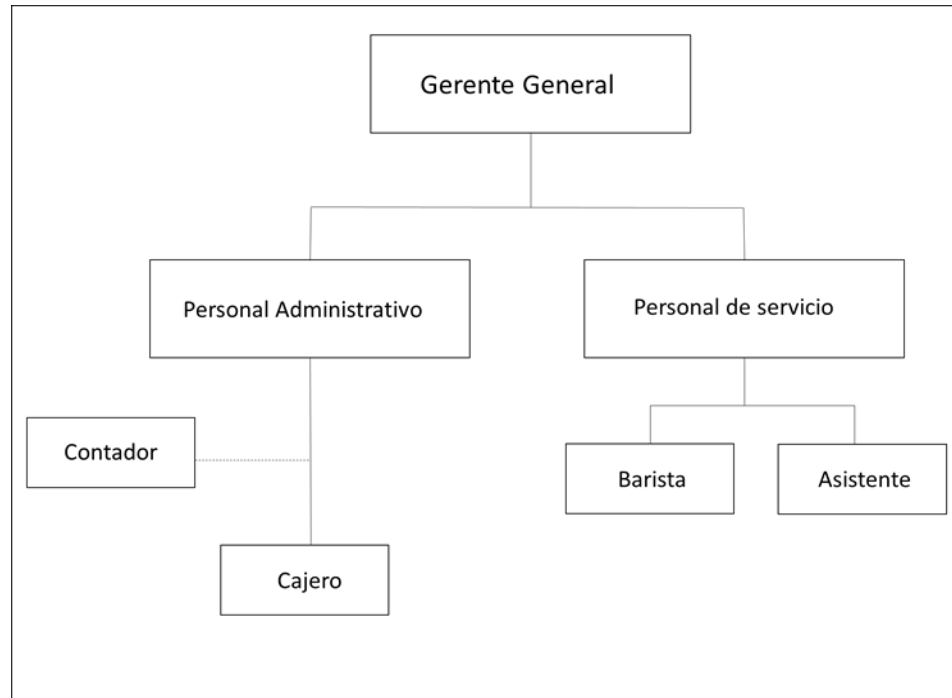 Gerente General
Personal Administrativo
Personal de servicio
Contador
Barista
Asistente
Cajero